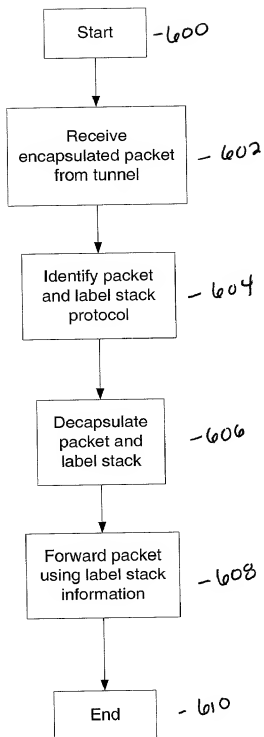 Start
-600
Receive
encapsulated packet
from tunnel
- 602
Identify packet
and label stack
protocol
- 604
Decapsulate
packet and
label stack
-606
Forward packet
using label stack
information
-608
End
- 610